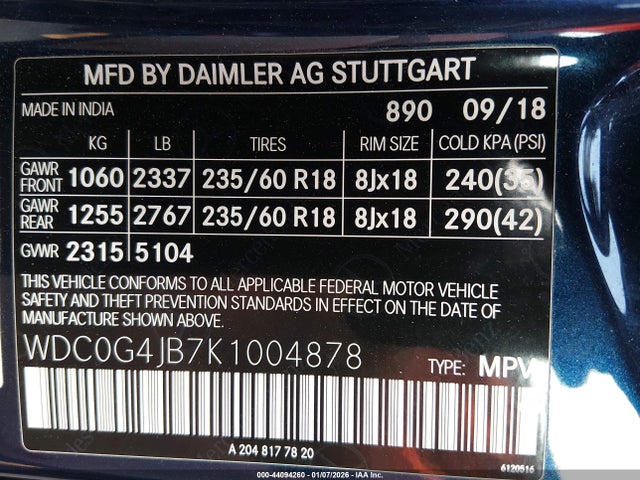 MFD BY DAIMLER AG STUTTGART
MADE IN INDIA 890 09/18
KG LB TIRES RIM SIZE COLD KPA (PSI)
GAWR FRONT 1060 2337 235/60 R18 8Jx18 240(35)
GAWR REAR 1255 2767 235/60 R18 8Jx18 290(42)
GVWR 2315 5104
THIS VEHICLE CONFORMS TO ALL APPLICABLE FEDERAL MOTOR VEHICLE
SAFETY AND THEFT PREVENTION STANDARDS IN EFFECT ON THE DATE
OF MANUFACTURE SHOWN ABOVE.
WDC0G4JB7K1004878 TYPE: MPV
A 204 817 78 20
6120516
000-44094260 - 01/07/2026 - IAA Inc.